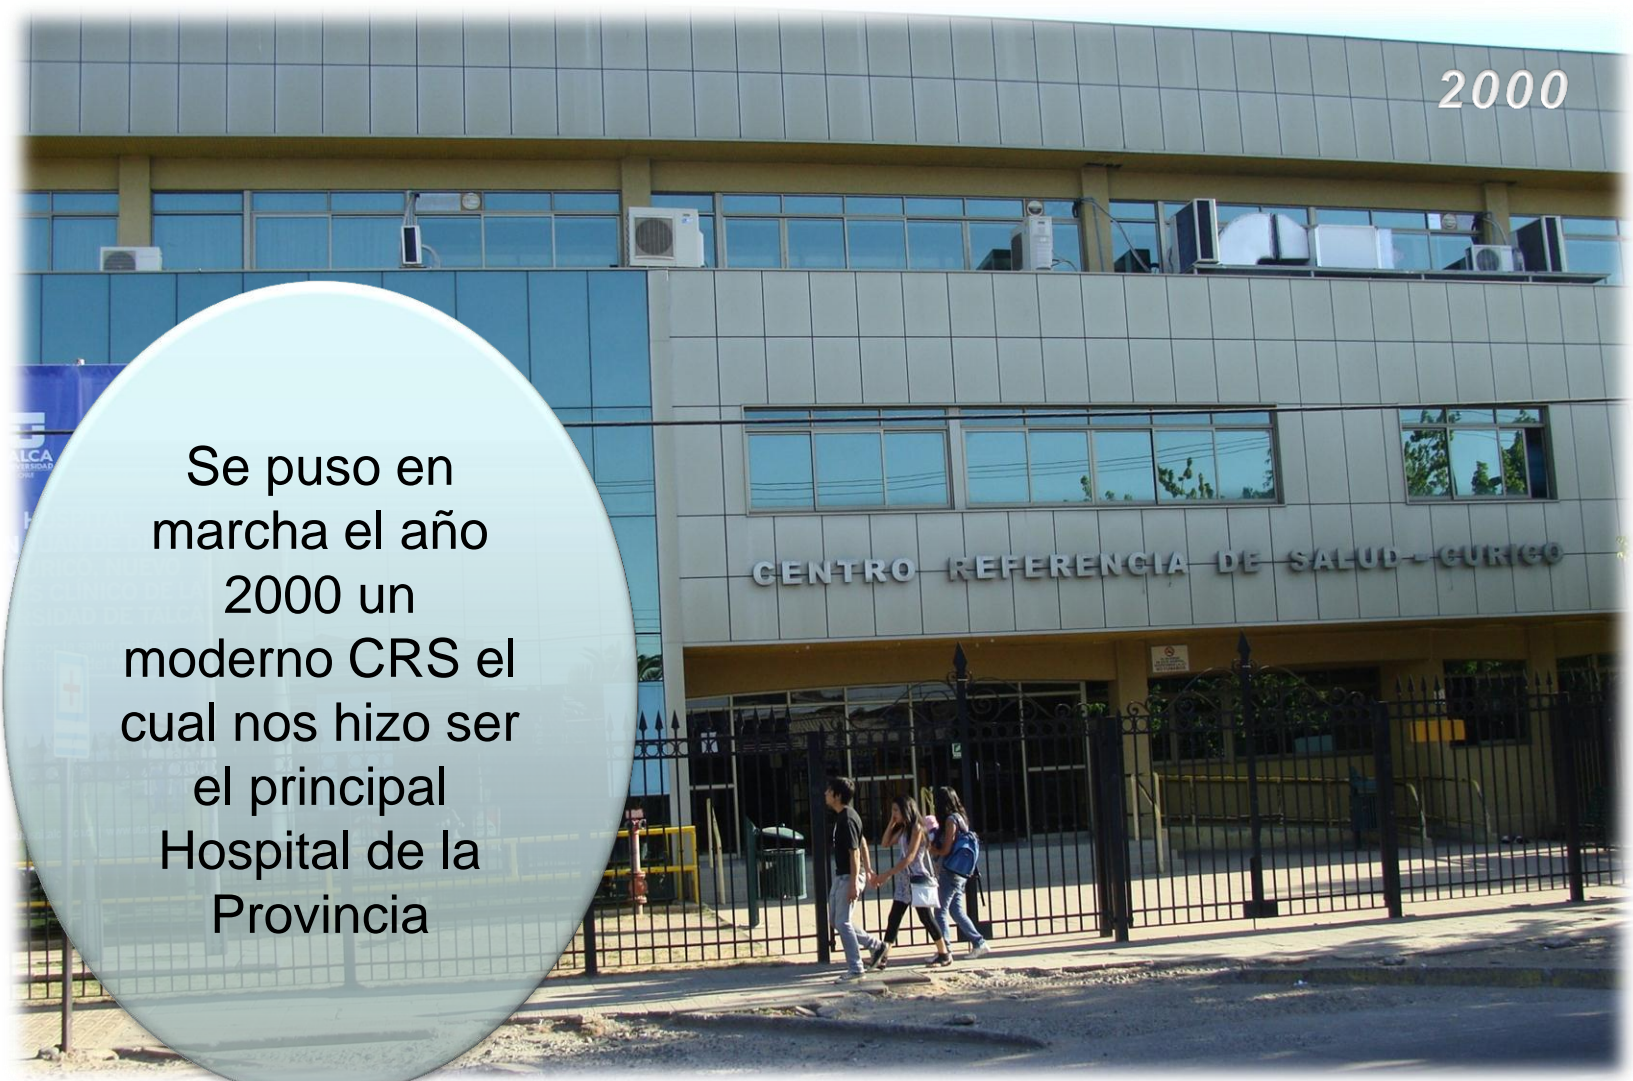 2000
Se puso en
marcha el año
2000 un
moderno CRS el
cual nos hizo ser
el principal
Hospital de la
Provincia
CENTRO REFERENCIA DE SALUD - CURICO
ALCA